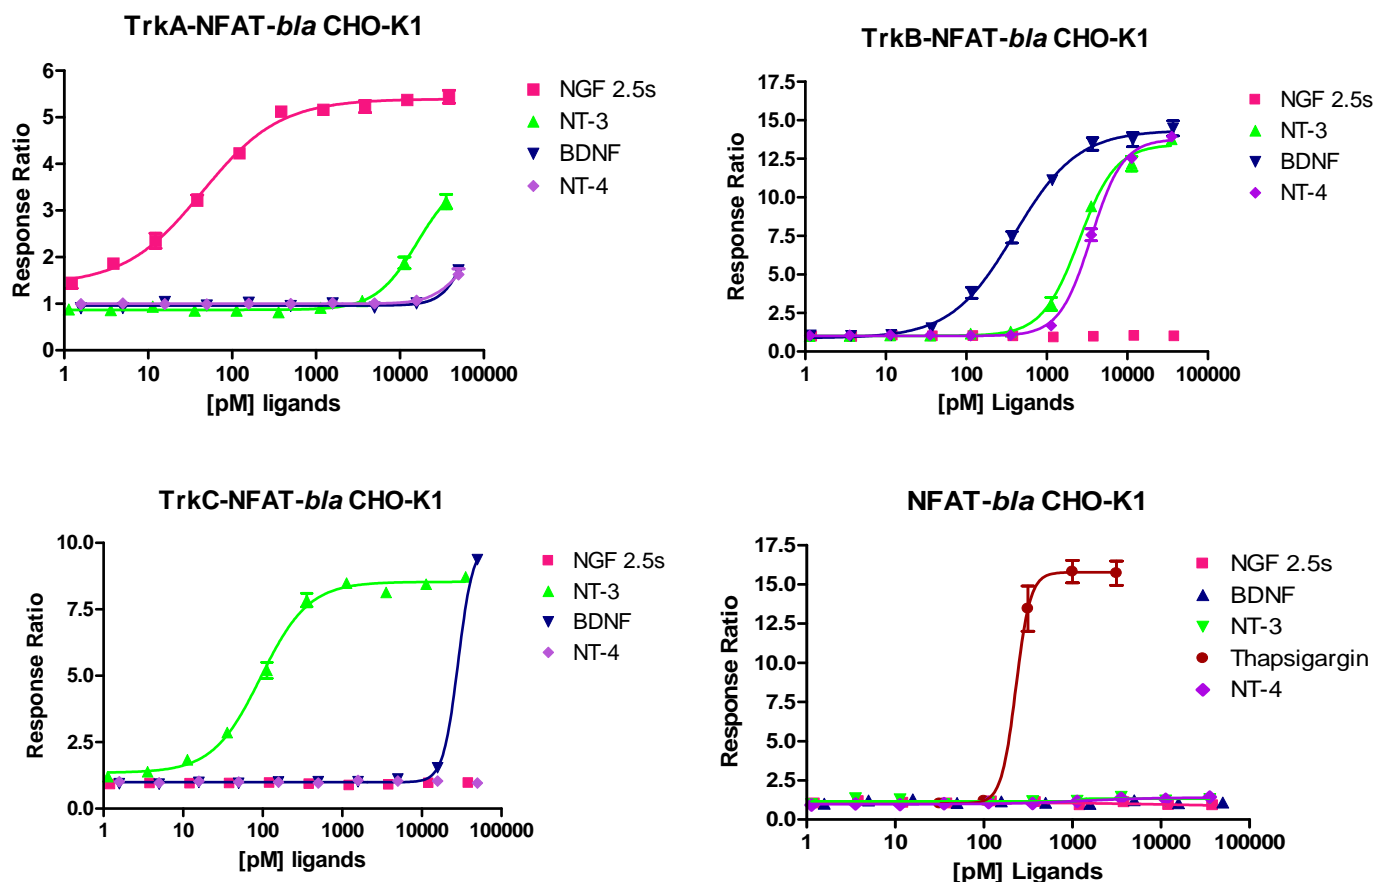 TrkA-NFAT-bla CHO-K1
6
5
4
3
2
1
0
Response Ratio
1 10 100 1000 10000 100000
[pM] ligands
NGF 2.5s
NT-3
BDNF
NT-4
TrkB-NFAT-bla CHO-K1
17.5
15.0
12.5
10.0
7.5
5.0
2.5
0.0
Response Ratio
1 10 100 1000 10000 100000
[pM] Ligands
NGF 2.5s
NT-3
BDNF
NT-4
TrkC-NFAT-bla CHO-K1
10.0
7.5
5.0
2.5
0.0
Response Ratio
1 10 100 1000 10000 100000
[pM] ligands
NGF 2.5s
NT-3
BDNF
NT-4
NFAT-bla CHO-K1
17.5
15.0
12.5
10.0
7.5
5.0
2.5
0.0
Response Ratio
1 10 100 1000 10000 100000
[pM] Ligands
NGF 2.5s
BDNF
NT-3
Thapsigargin
NT-4